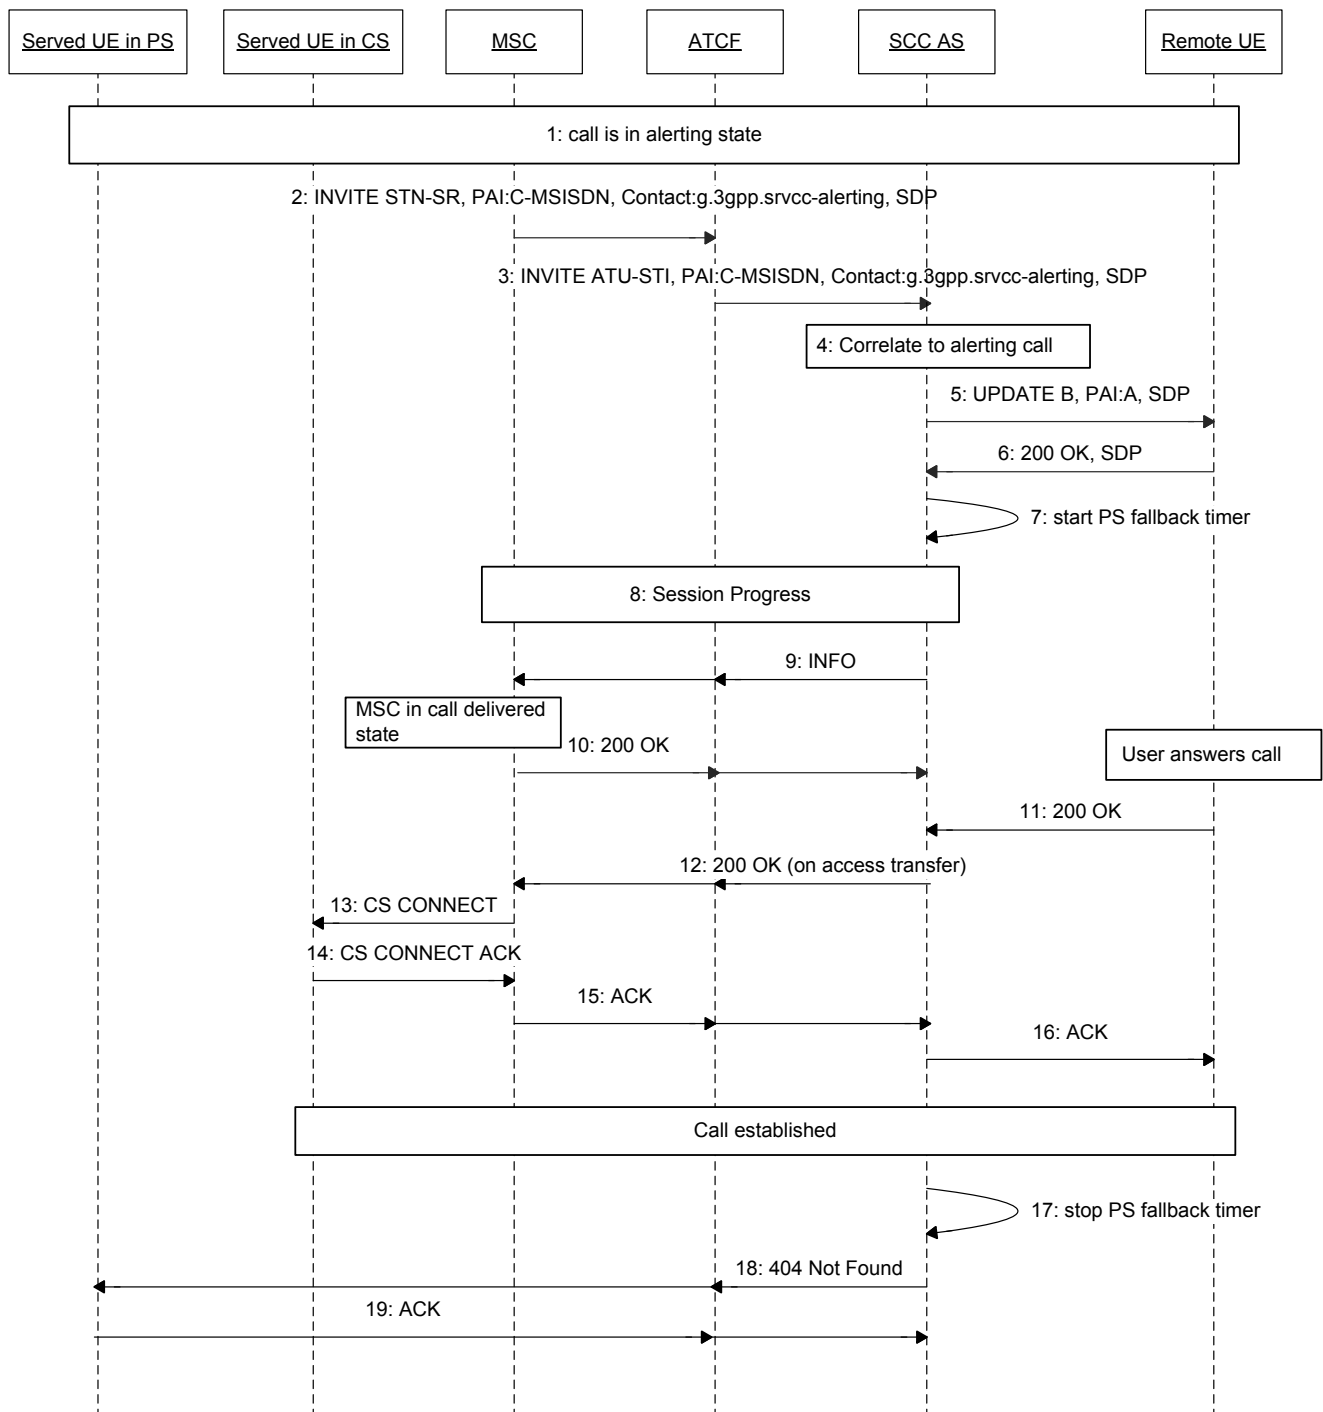 Served UE in PS
Served UE in CS
MSC
ATCF
SCC AS
Remote UE
1: call is in alerting state
2: INVITE STN-SR, PAI:C-MSISDN, Contact:g.3gpp.srvcc-alerting, SDP
3: INVITE ATU-STI, PAI:C-MSISDN, Contact:g.3gpp.srvcc-alerting, SDP
4: Correlate to alerting call
5: UPDATE B, PAI:A, SDP
6: 200 OK, SDP
7: start PS fallback timer
8: Session Progress
9: INFO
MSC in call delivered
state
10: 200 OK
User answers call
11: 200 OK
12: 200 OK (on access transfer)
13: CS CONNECT
14: CS CONNECT ACK
15: ACK
16: ACK
Call established
17: stop PS fallback timer
18: 404 Not Found
19: ACK